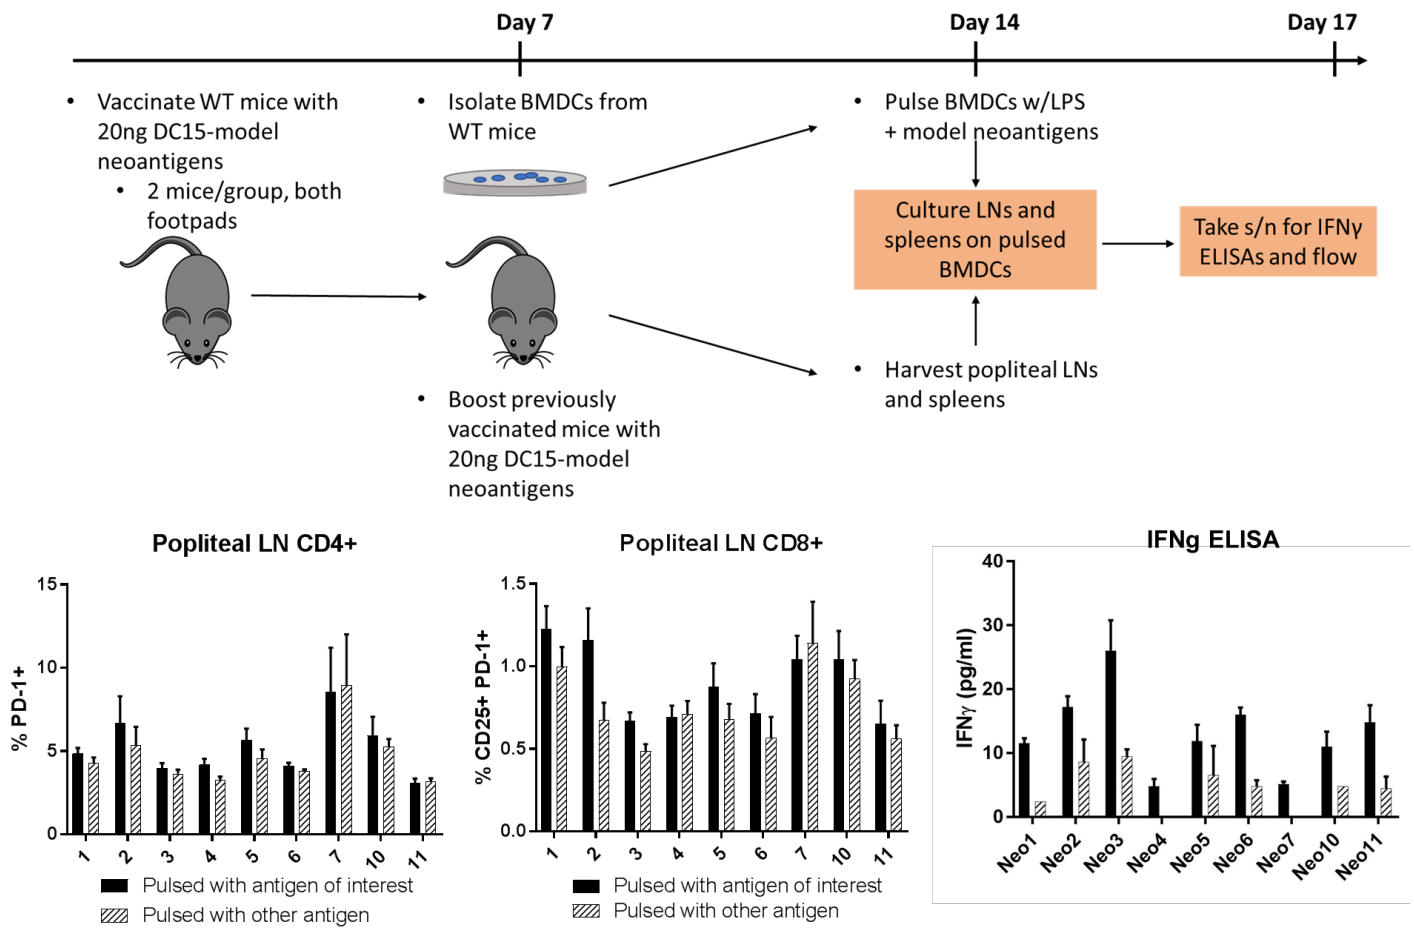 Day 7
Day 14
Day 17
• Vaccinate WT mice with
20ng DC15-model
neoantigens
• 2 mice/group, both
footpads
• Isolate BMDCs from
WT mice
• Boost previously
vaccinated mice with
20ng DC15-model
neoantigens
• Pulse BMDCs w/LPS
+ model neoantigens
Culture LNs and
spleens on pulsed
BMDCs
• Harvest popliteal LNs
and spleens
Take s/n for IFNγ
ELISAs and flow
Popliteal LN CD4+
% PD-1+
15
10
5
0
1 2 3 4 5 6 7 10 11
Pulsed with antigen of interest
Pulsed with other antigen
Popliteal LN CD8+
% CD25+ PD-1+
1.5
1.0
0.5
0.0
1 2 3 4 5 6 7 10 11
Pulsed with antigen of interest
Pulsed with other antigen
IFNg ELISA
IFNγ (pg/ml)
40
30
20
10
0
Neo1 Neo2 Neo3 Neo4 Neo5 Neo6 Neo7 Neo10 Neo11